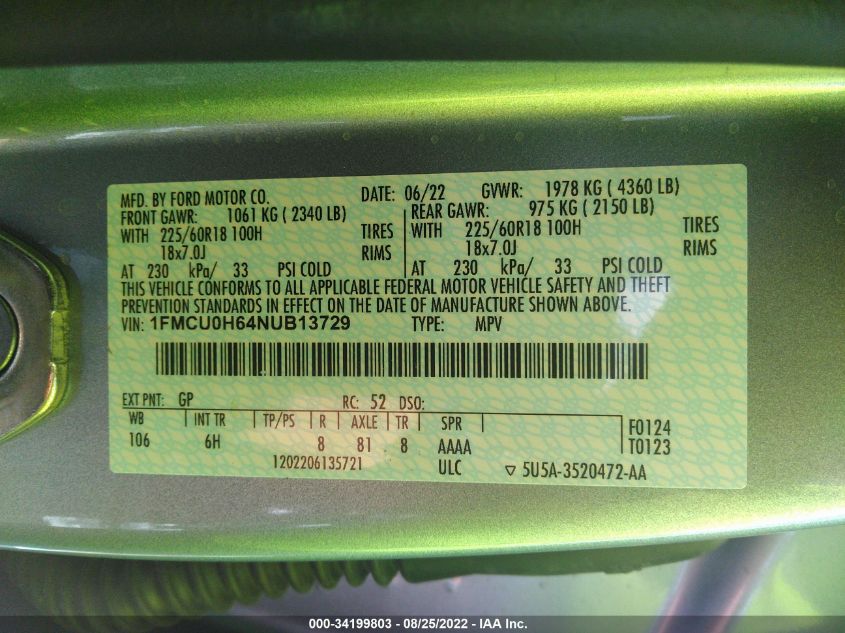 MFD. BY FORD MOTOR CO. DATE: 06/22 GVWR: 1978 KG ( 4360 LB)
FRONT GAWR: 1061 KG ( 2340 LB) REAR GAWR: 975 KG ( 2150 LB)
WITH 225/60R18 100H TIRES WITH 225/60R18 100H TIRES
18x7.0J RIMS 18x7.0J RIMS
AT 230 kPa/ 33 PSI COLD AT 230 kPa/ 33 PSI COLD
THIS VEHICLE CONFORMS TO ALL APPLICABLE FEDERAL MOTOR VEHICLE SAFETY AND THEFT
PREVENTION STANDARDS IN EFFECT ON THE DATE OF MANUFACTURE SHOWN ABOVE.
VIN: 1FMCU0H64NUB13729 TYPE: MPV
EXT PNT: GP RC: 52 DSO:
WB INT TR TP/PS R AXLE TR SPR F0124
106 6H 8 81 8 AAAA T0123
1202206135721 ULC ▽ 5U5A-3520472-AA
000-34199803 - 08/25/2022 - IAA Inc.